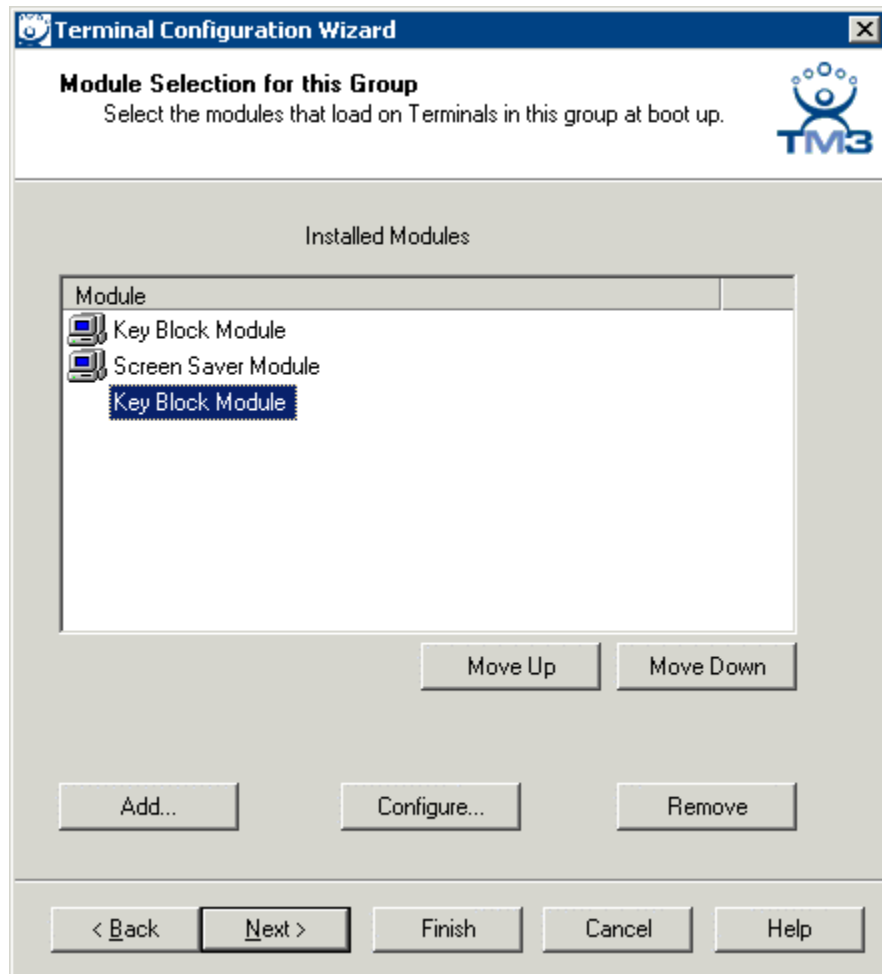 Terminal Configuration Wizard
Module Selection for this Group
Select the modules that load on Terminals in this group at boot up.
TM3
Installed Modules
Module
Key Block Module
Screen Saver Module
Key Block Module
Move Up Move Down
Add... Configure... Remove
< Back Next > Finish Cancel Help